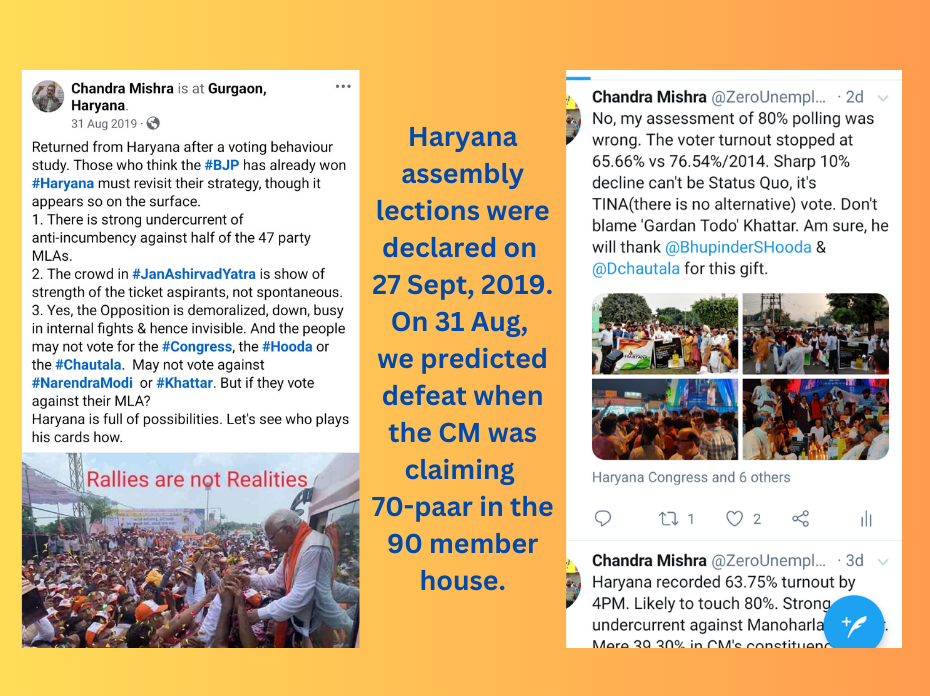 Chandra Mishra is at Gurgaon,
Haryana.
31 Aug 2019 ·
Returned from Haryana after a voting behaviour
study. Those who think the #BJP has already won
#Haryana must revisit their strategy, though it
appears so on the surface.
1. There is strong undercurrent of
anti-incumbency against half of the 47 party
MLAs.
2. The crowd in #JanAshirvadYatra is show of
strength of the ticket aspirants, not spontaneous.
3. Yes, the Opposition is demoralized, down, busy
in internal fights & hence invisible. And the people
may not vote for the #Congress, the #Hooda or
the #Chautala. May not vote against
#NarendraModi or #Khattar. But if they vote
against their MLA?
Haryana is full of possibilities. Let's see who plays
his cards how.
Rallies are not Realities
Haryana
assembly
lections were
declared on
27 Sept, 2019.
On 31 Aug,
we predicted
defeat when
the CM was
claiming
70-paar in the
90 member
house.
Chandra Mishra @ZeroUnempl... · 2d
No, my assessment of 80% polling was
wrong. The voter turnout stopped at
65.66% vs 76.54%/2014. Sharp 10%
decline can't be Status Quo, it's
TINA(there is no alternative) vote. Don't
blame 'Gardan Todo' Khattar. Am sure, he
will thank @BhupinderSHooda &
@Dchautala for this gift.
Haryana Congress and 6 others
1 2
Chandra Mishra @ZeroUnempl... · 3d
Haryana recorded 63.75% turnout by
4PM. Likely to touch 80%. Strong
undercurrent against Manoharla r.
Mere 39.30% in CM's constituenc